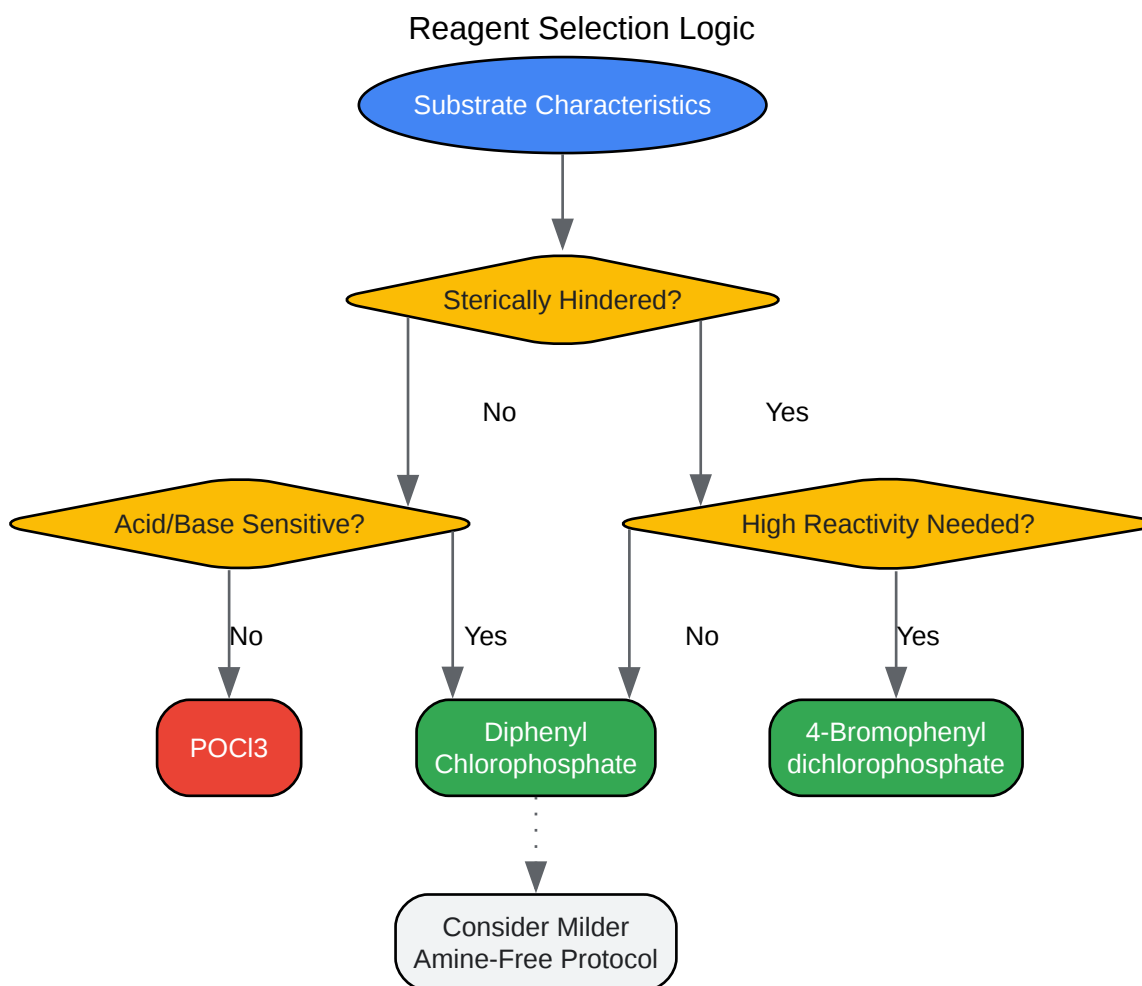 Reagent Selection Logic
Substrate Characteristics
Sterically Hindered?
No
Yes
Acid/Base Sensitive?
High Reactivity Needed?
No
Yes
No
Yes
POCl3
Diphenyl
Chlorophosphate
4-Bromophenyl
dichlorophosphate
Consider Milder
Amine-Free Protocol